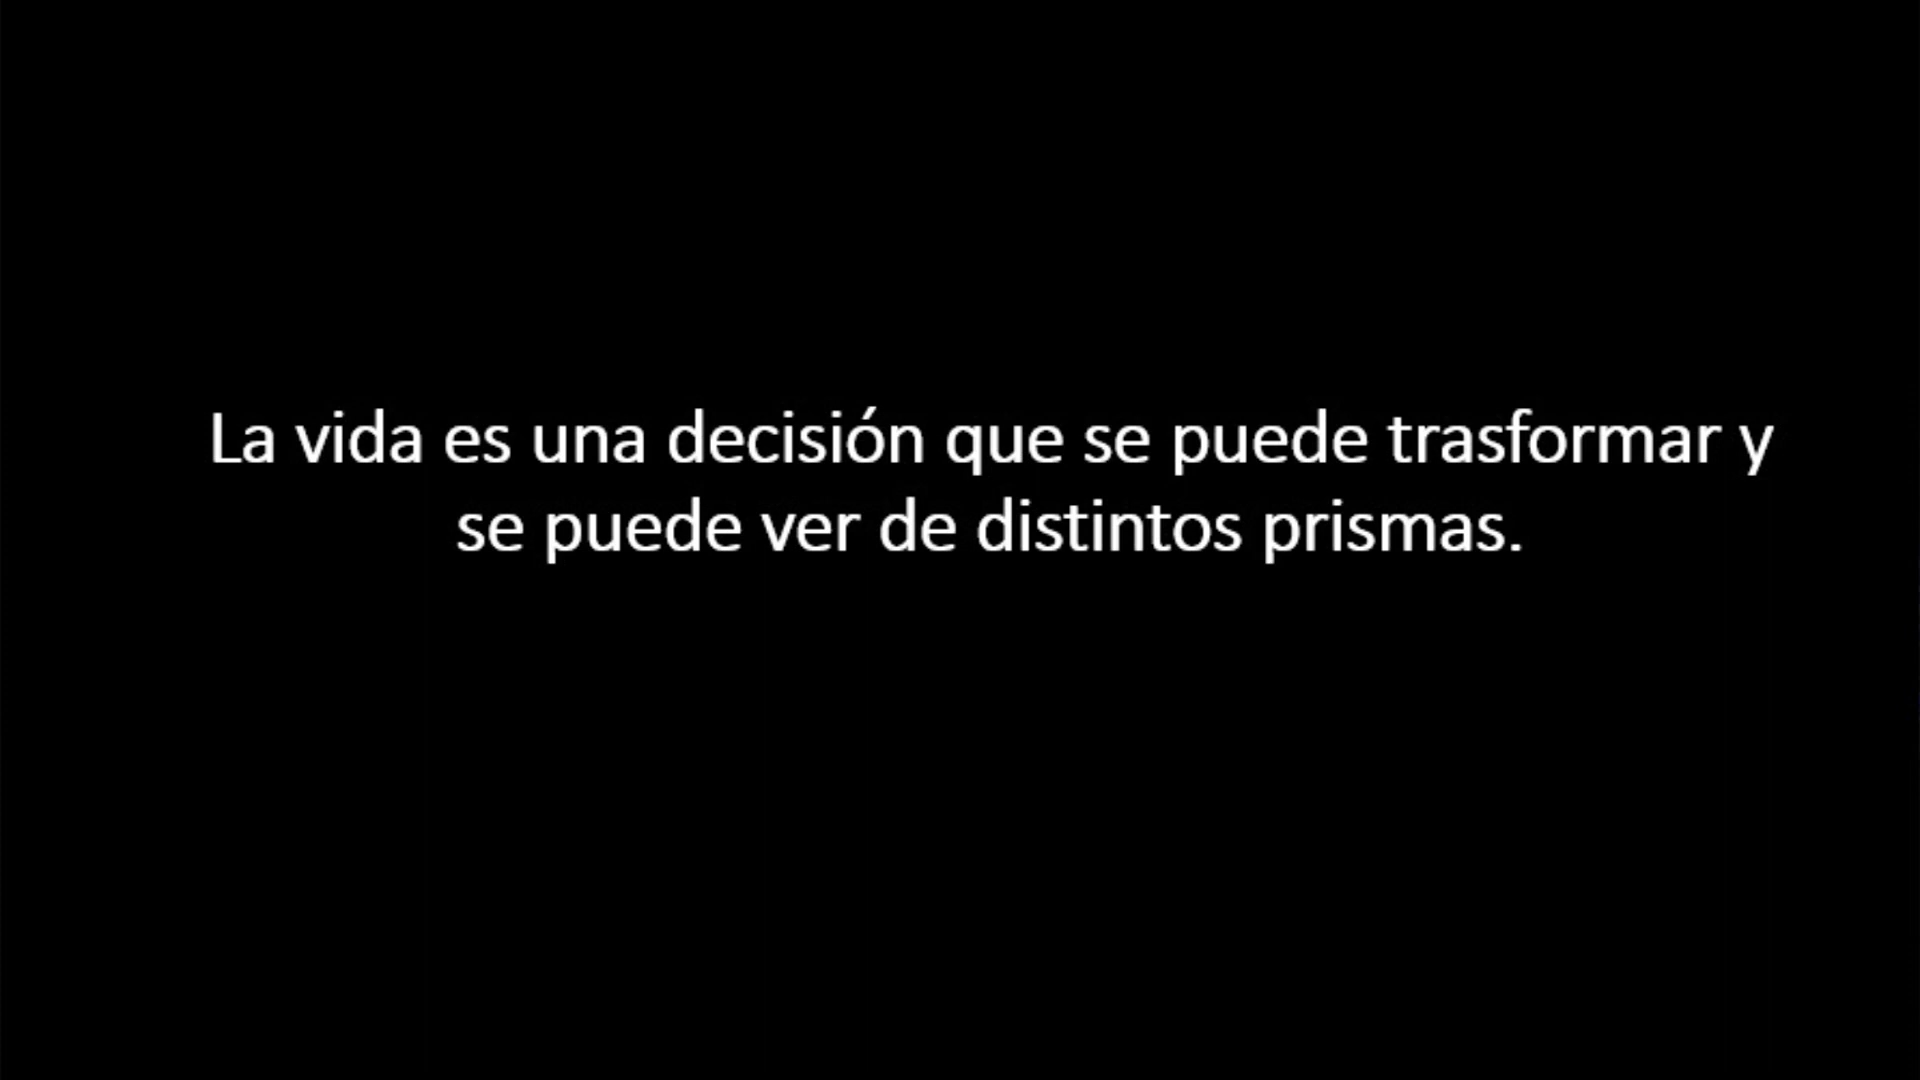 La vida es una decisión que se puede trasformar y
se puede ver de distintos prismas.